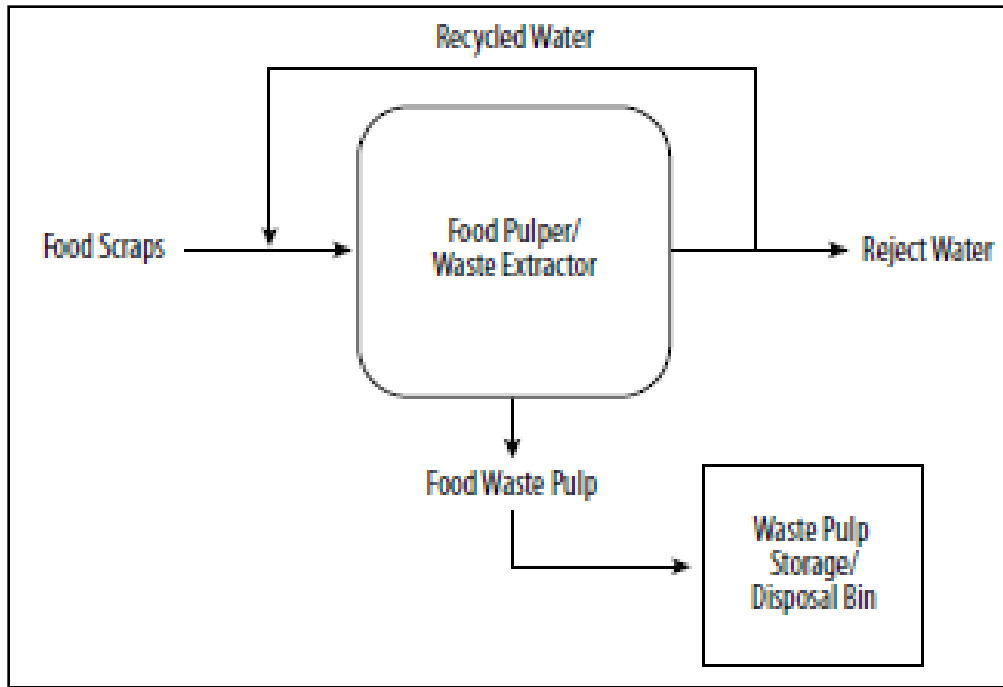 Recycled Water
Food Scraps
Food Pulper/
Waste Extractor
Reject Water
Food Waste Pulp
Waste Pulp
Storage/
Disposal Bin